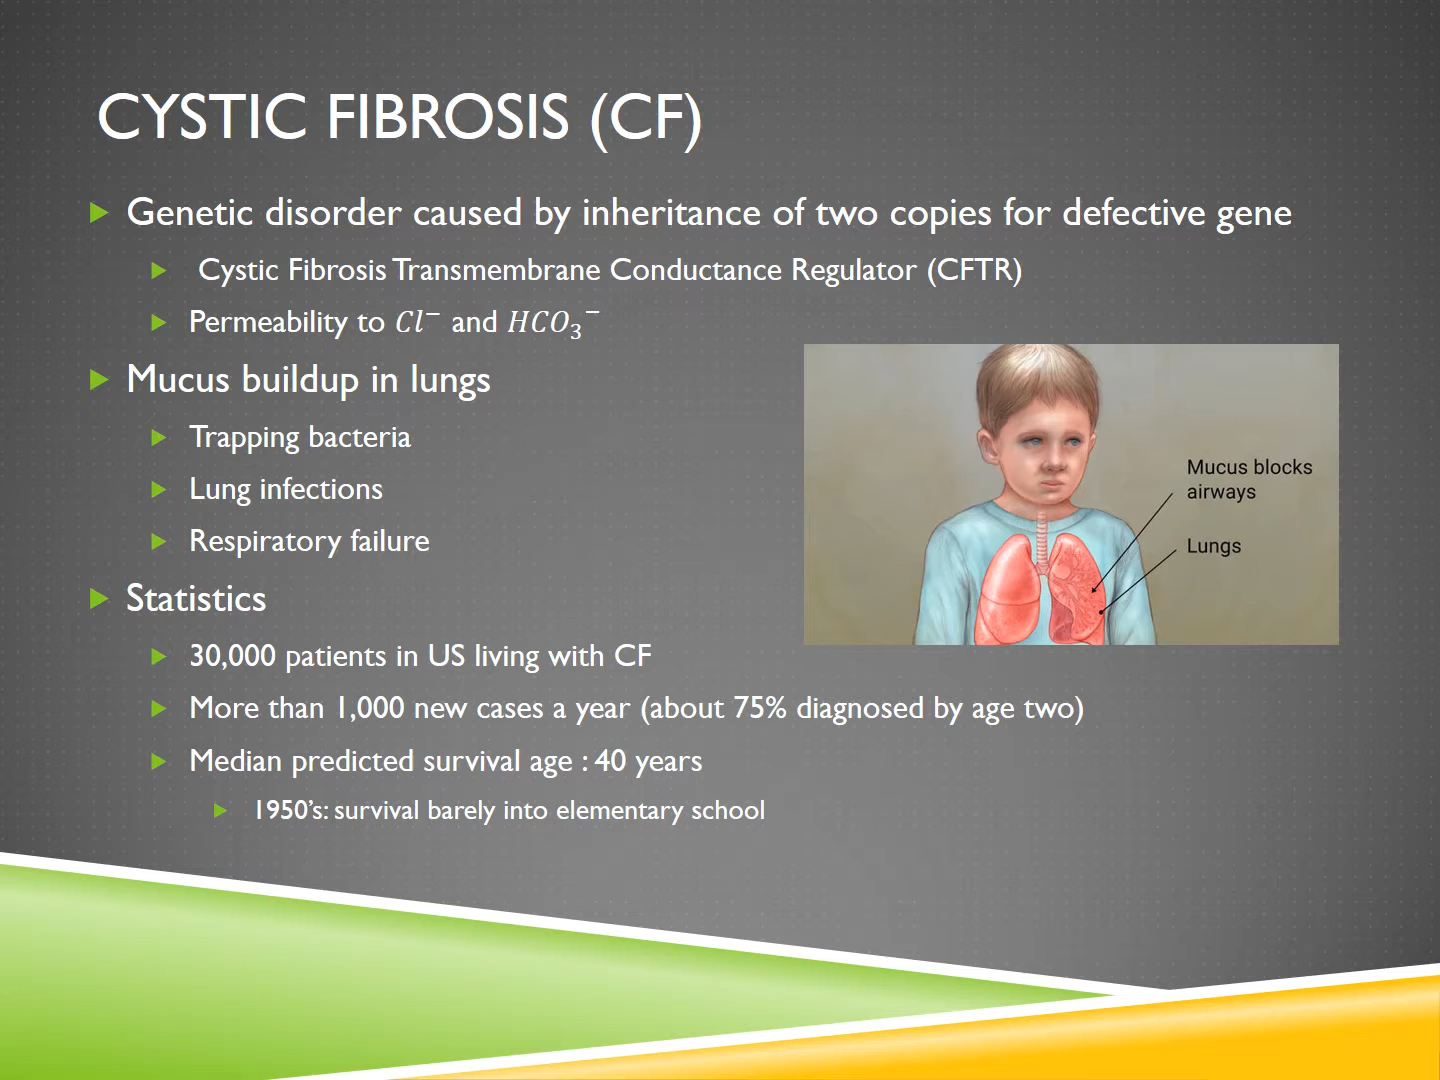 CYSTIC FIBROSIS (CF)
Genetic disorder caused by inheritance of two copies for defective gene
Cystic Fibrosis Transmembrane Conductance Regulator (CFTR)
Permeability to Cl⁻ and HCO₃⁻
Mucus buildup in lungs
Trapping bacteria
Lung infections
Respiratory failure
Mucus blocks
airways
Lungs
Statistics
30,000 patients in US living with CF
More than 1,000 new cases a year (about 75% diagnosed by age two)
Median predicted survival age : 40 years
1950's: survival barely into elementary school